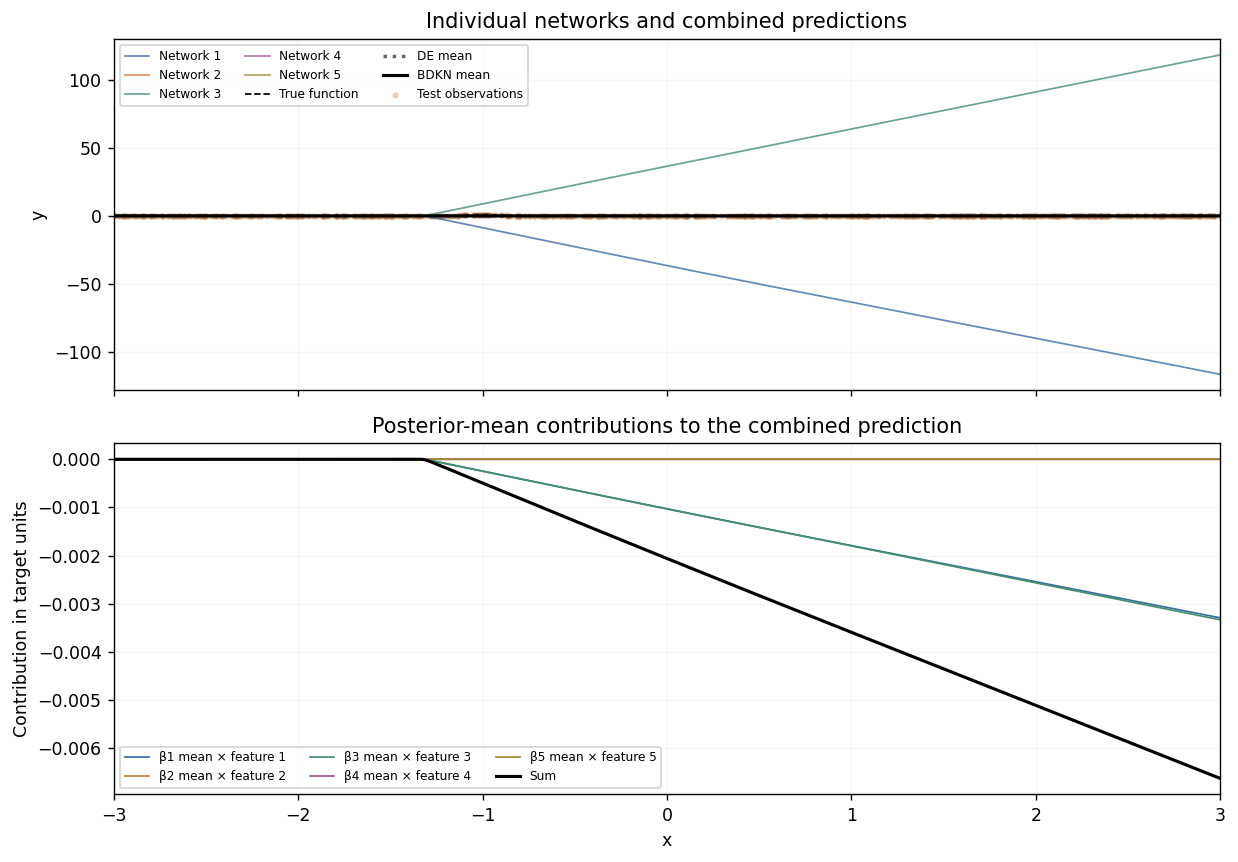 Individual networks and combined predictions
Network 1 Network 4 DE mean
Network 2 Network 5 BDKN mean
Network 3 True function Test observations
100
50
0
−50
−100
y
Posterior-mean contributions to the combined prediction
0.000
−0.001
−0.002
−0.003
−0.004
−0.005
−0.006
Contribution in target units
β1 mean × feature 1 β3 mean × feature 3 β5 mean × feature 5
β2 mean × feature 2 β4 mean × feature 4 Sum
−3 −2 −1 0 1 2 3
x